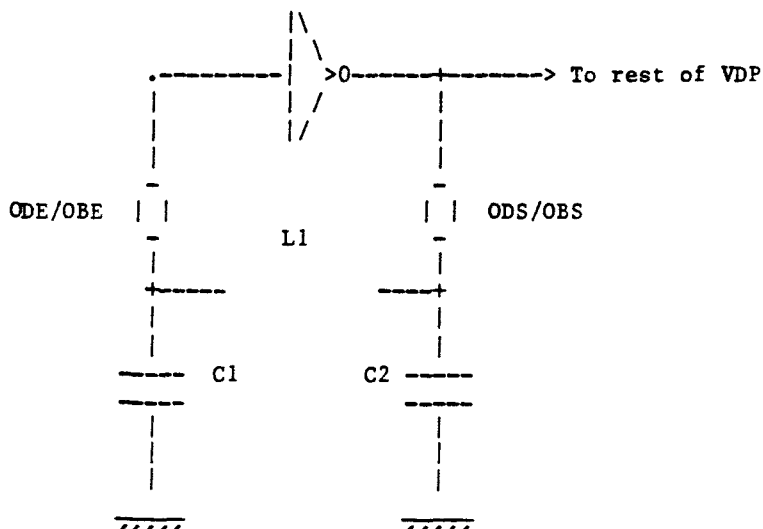 To rest of VDP
ODE/OBE
L1
ODS/OBS
C1
C2